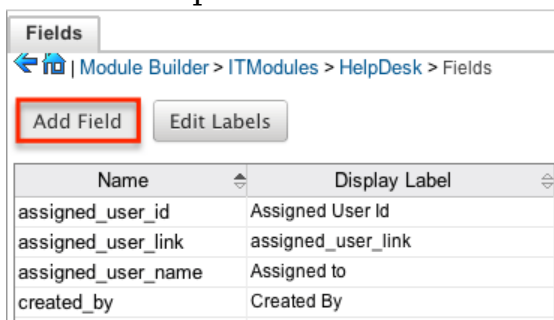 Fields
| Module Builder > ITModules > HelpDesk > Fields
Add Field Edit Labels
Name Display Label
assigned_user_id Assigned User Id
assigned_user_link assigned_user_link
assigned_user_name Assigned to
created_by Created By